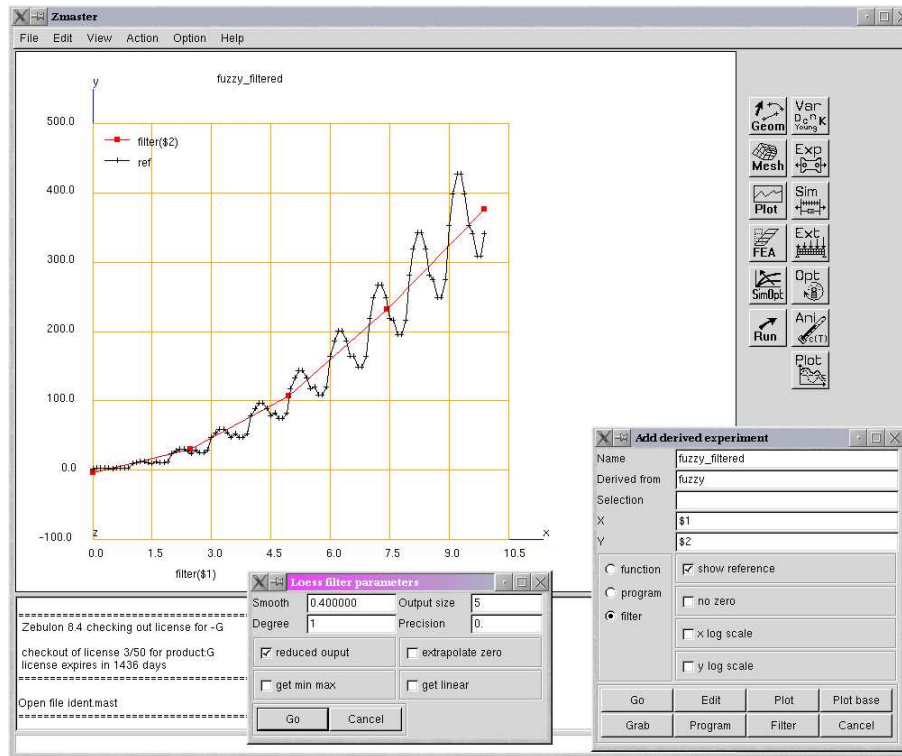 Zmaster
File Edit View Action Option Help
fuzzy_filtered
y
500.0
400.0
300.0
200.0
100.0
0.0
-100.0
filter($2)
ref
z
x
0.0 1.5 3.0 4.5 6.0 7.5 9.0 10.5
filter($1)
Geom
Var
D c n K
Young
Mesh
Exp
Plot
Sim
FEA
Ext
SimOpt
Opt
Run
Ani
c(T)
Plot
==========================
Zebulon 8.4 checking out license for -G
checkout of license 3/50 for product:G
license expires in 1436 days
==========================
Open file ident.mast
==========================
Loess filter parameters
Smooth 0.400000 Output size 5
Degree 1 Precision 0.
reduced ouput extrapolate zero
get min max get linear
Go Cancel
Add derived experiment
Name fuzzy_filtered
Derived from fuzzy
Selection
X $1
Y $2
function show reference
program no zero
filter x log scale
y log scale
Go Edit Plot Plot base
Grab Program Filter Cancel